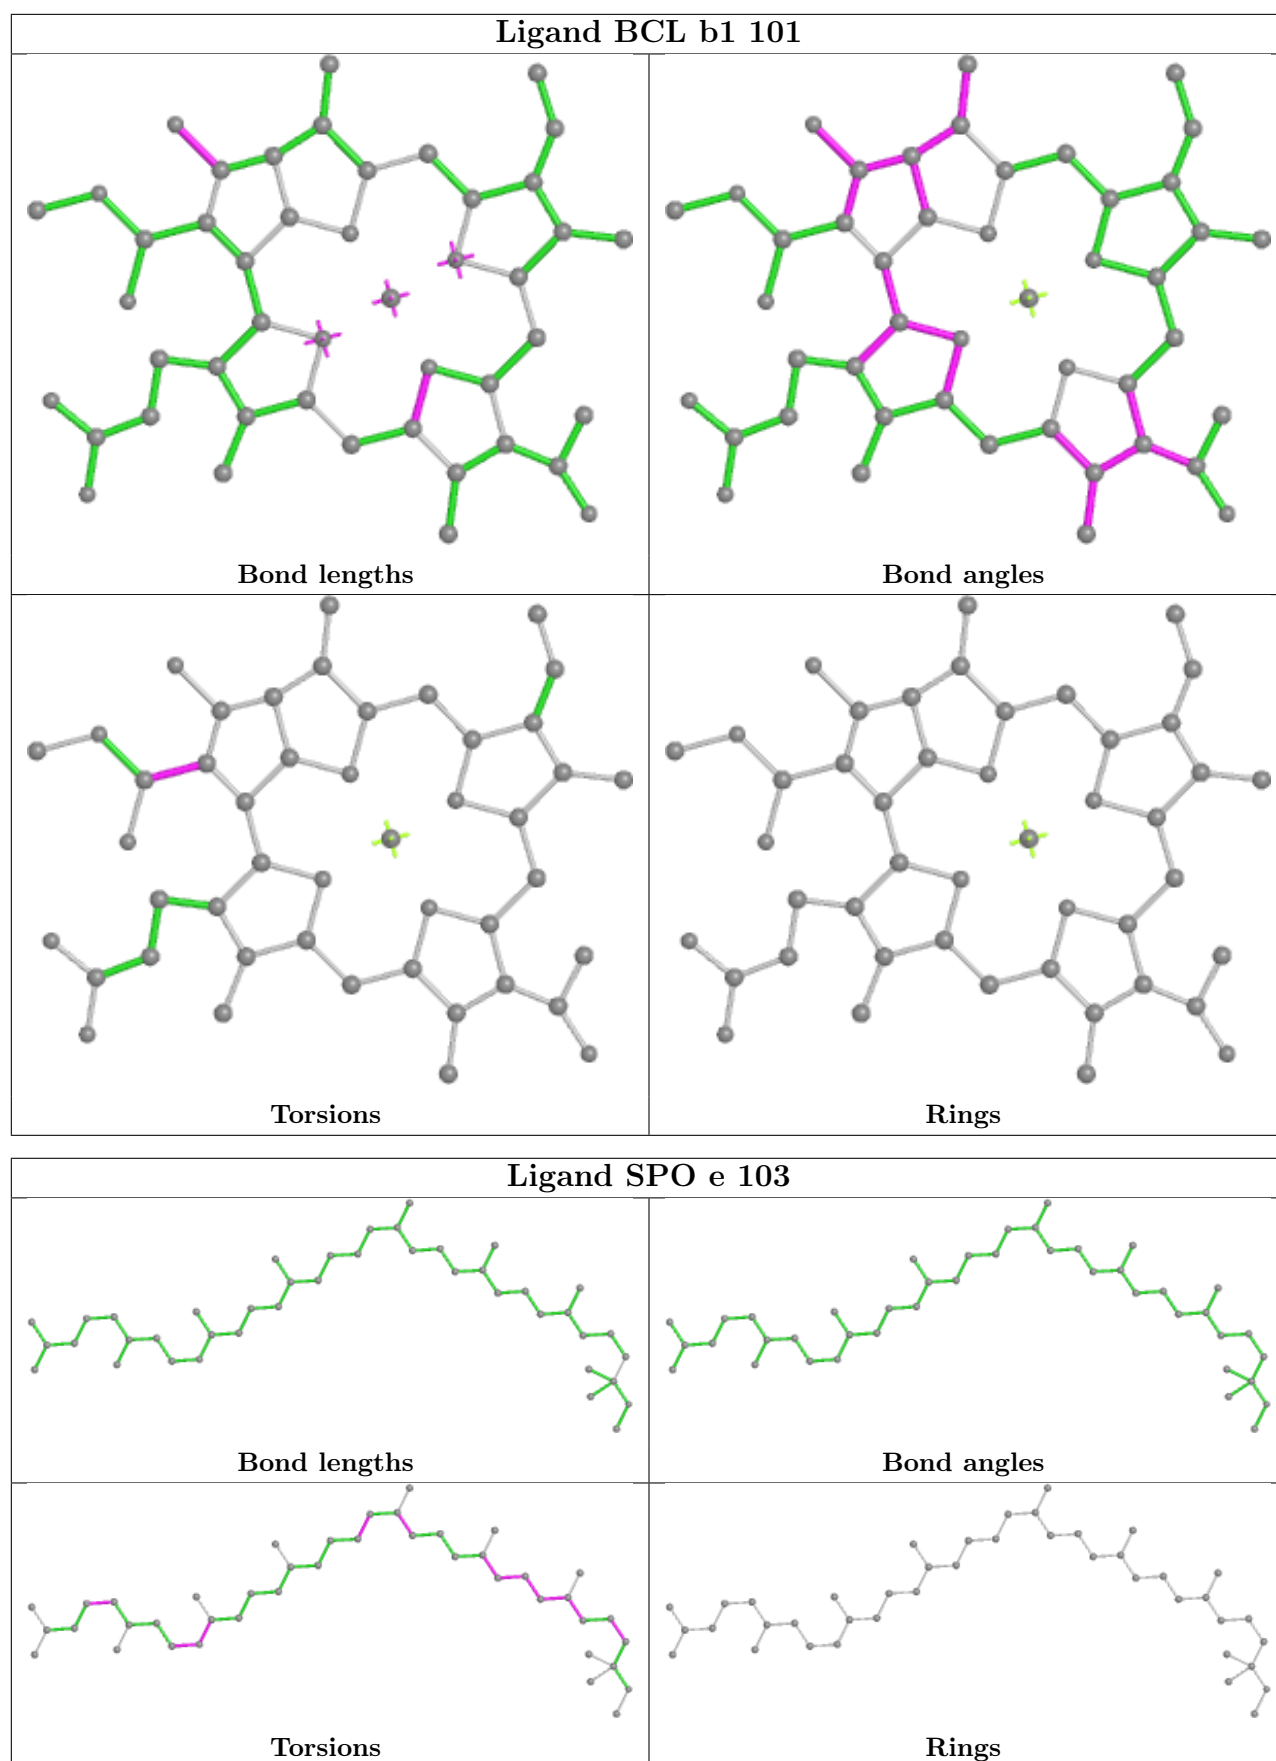 Ligand BCL b1 101
Bond lengths
Bond angles
Torsions
Rings
Ligand SPO e 103
Bond lengths
Bond angles
Torsions
Rings